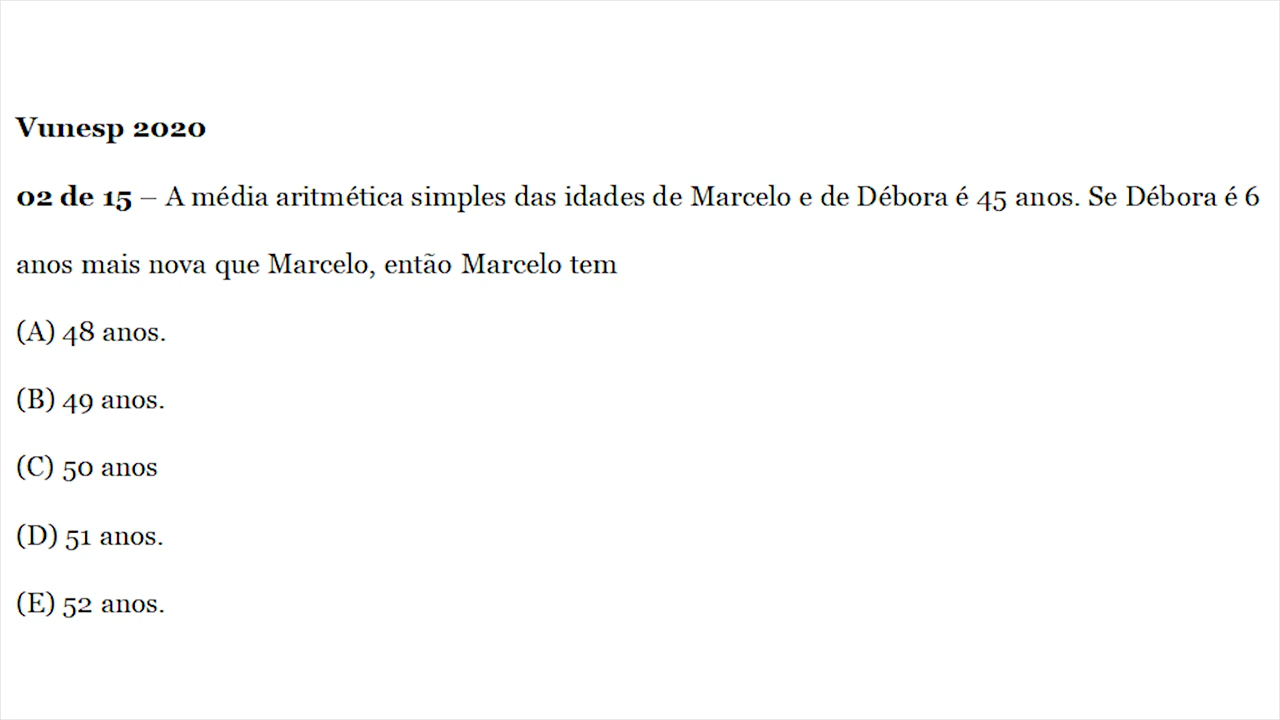 Vunesp 2020
02 de 15 – A média aritmética simples das idades de Marcelo e de Débora é 45 anos. Se Débora é 6
anos mais nova que Marcelo, então Marcelo tem
(A) 48 anos.
(B) 49 anos.
(C) 50 anos
(D) 51 anos.
(E) 52 anos.